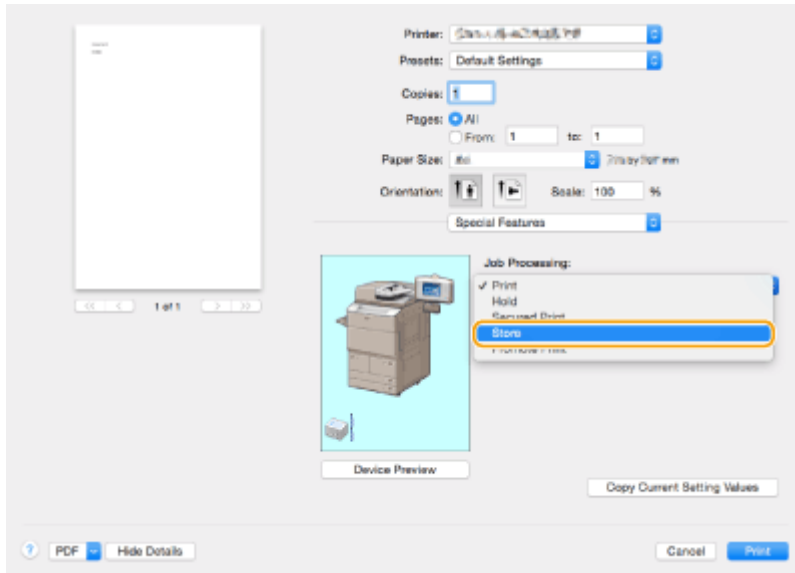 Printer:
Presets: Default Settings
Copies: 1
Pages: All
From: 1 to: 1
Paper Size:
mm
Orientation: Scale: 100 %
Special Features
Job Processing:
Print
Hold
Secured Print
Store
1 of 1
Device Preview
Copy Current Setting Values
? PDF Hide Details Cancel Print